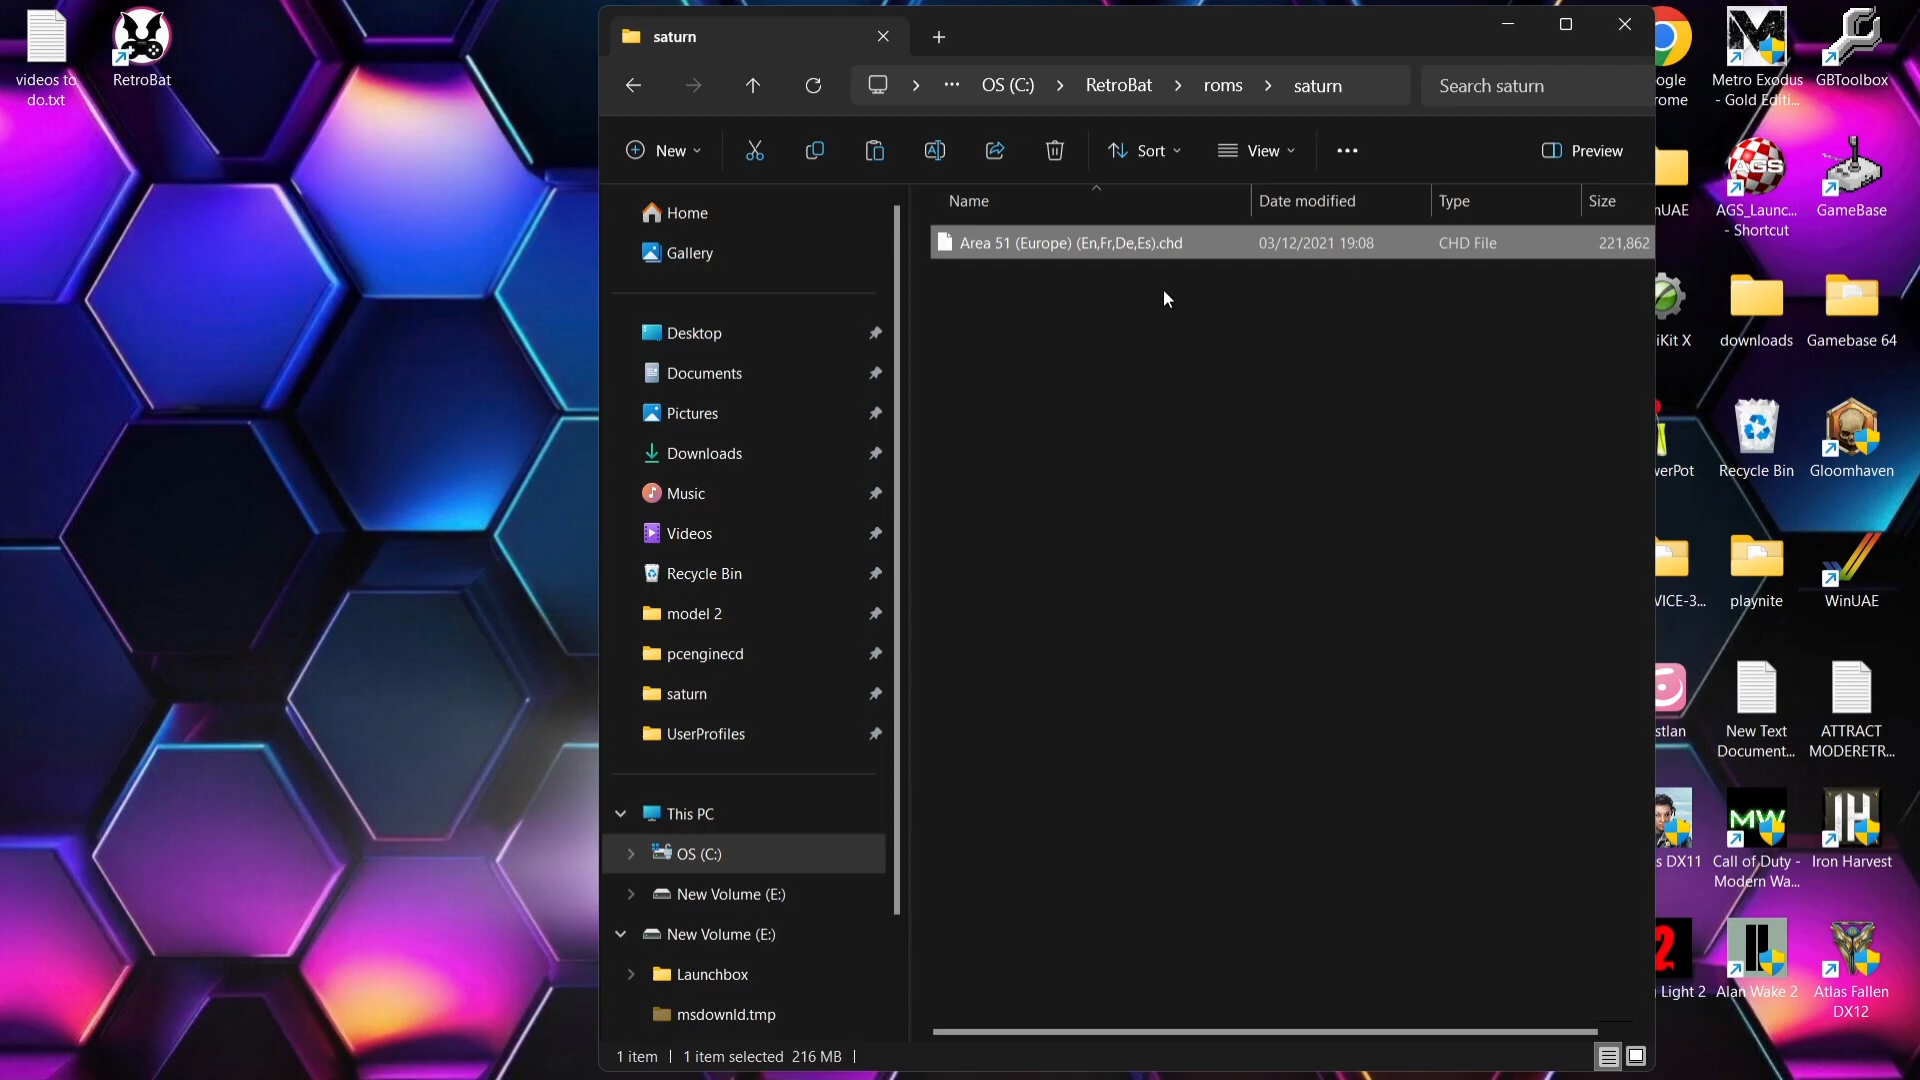 videos to
do.txt
RetroBat
saturn
OS (C:)
RetroBat
roms
saturn
Search saturn
New
Sort
View
Preview
Name
Date modified
Type
Size
Area 51 (Europe) (En,Fr,De,Es).chd
03/12/2021 19:08
CHD File
221,862
Home
Gallery
Desktop
Documents
Pictures
Downloads
Music
Videos
Recycle Bin
model 2
pcenginecd
saturn
UserProfiles
This PC
OS (C:)
New Volume (E:)
New Volume (E:)
Launchbox
msdownld.tmp
1 item
1 item selected 216 MB
ogle
rome
Metro Exodus
- Gold Editi...
GBToolbox
nUAE
AGS
AGS_Launc...
- Shortcut
GameBase
iKit X
downloads
Gamebase 64
verPot
Recycle Bin
Gloomhaven
VICE-3...
playnite
WinUAE
stlan
New Text
Document...
ATTRACT
MODERETR...
s DX11
MW
Call of Duty -
Modern Wa...
IH
Iron Harvest
2
Light 2
Alan Wake 2
Atlas Fallen
DX12